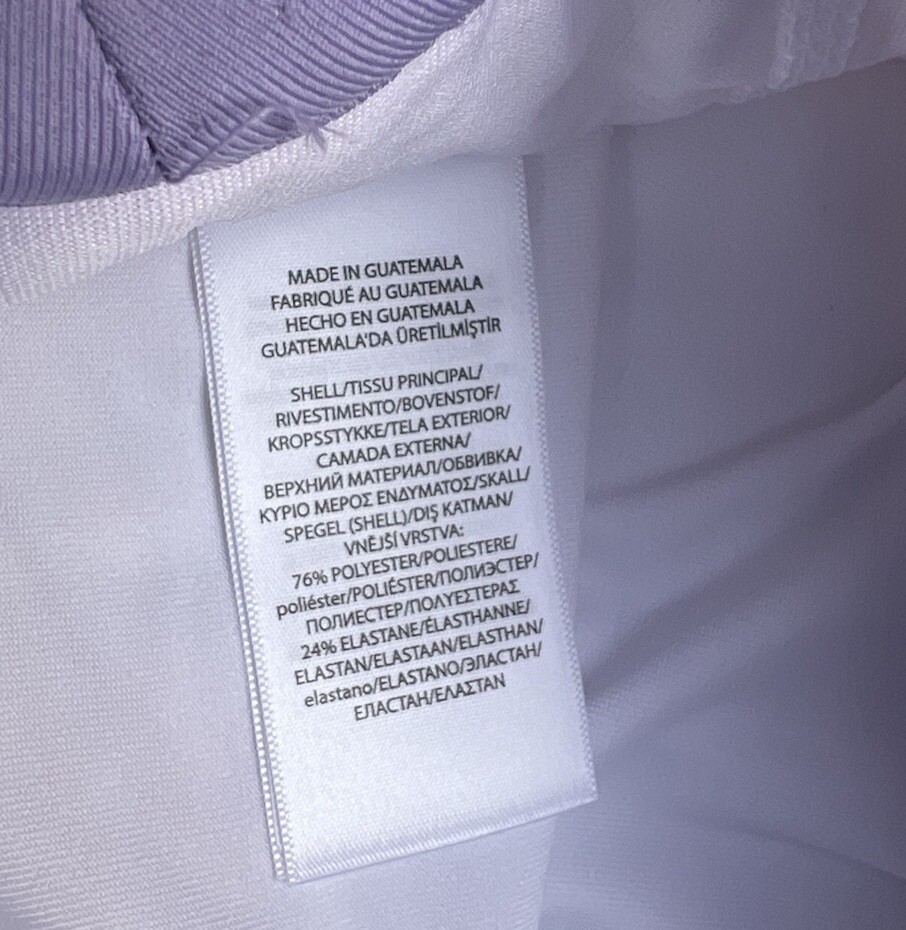 MADE IN GUATEMALA
FABRIQUÉ AU GUATEMALA
HECHO EN GUATEMALA
GUATEMALA'DA ÜRETİLMİŞTİR
SHELL/TISSU PRINCIPAL/
RIVESTIMENTO/BOVENSTOF/
KROPSSTYKKE/TELA EXTERIOR/
CAMADA EXTERNA/
ВЕРХНИЙ МАТЕРИАЛ/ОБВИВКА/
ΚΥΡΙΟ ΜΕΡΟΣ ΕΝΔΥΜΑΤΟΣ/SKALL/
SPEGEL (SHELL)/DIŞ KATMAN/
VNĚJŠÍ VRSTVA:
76% POLYESTER/POLIESTERE/
poliéster/POLIÉSTER/ПОЛИЭСТЕР/
ПОЛИЕСТЕР/ΠΟΛΥΕΣΤΕΡΑΣ
24% ELASTANE/ÉLASTHANNE/
ELASTAN/ELASTAAN/ELASTHAN/
elastano/ELASTANO/ЭЛАСТАН/
ЕЛАСТАН/ΕΛΑΣΤΑΝ